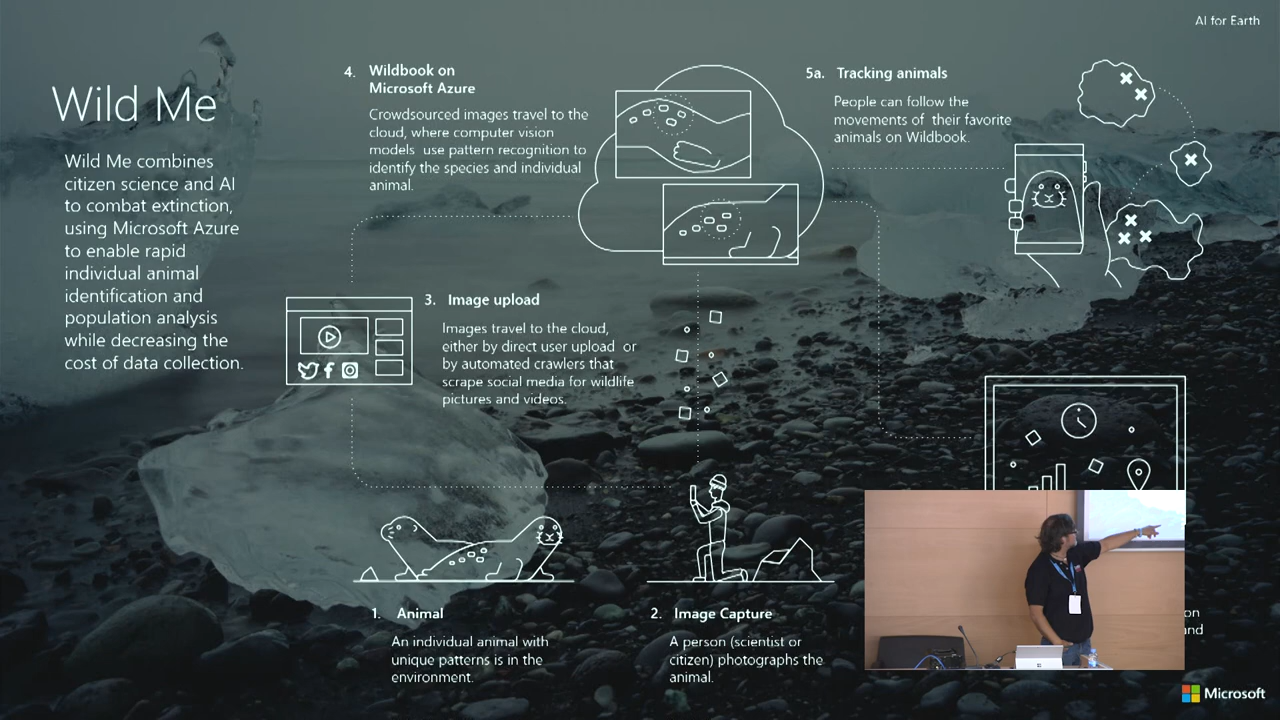 AI for Earth
Wild Me
Wild Me combines
citizen science and AI
to combat extinction,
using Microsoft Azure
to enable rapid
individual animal
identification and
population analysis
while decreasing the
cost of data collection.
4. Wildbook on
Microsoft Azure
Crowdsourced images travel to the
cloud, where computer vision
models use pattern recognition to
identify the species and individual
animal.
5a. Tracking animals
People can follow the
movements of their favorite
animals on Wildbook.
3. Image upload
Images travel to the cloud,
either by direct user upload or
by automated crawlers that
scrape social media for wildlife
pictures and videos.
1. Animal
An individual animal with
unique patterns is in the
environment.
2. Image Capture
A person (scientist or
citizen) photographs the
animal.
on
and
Microsoft